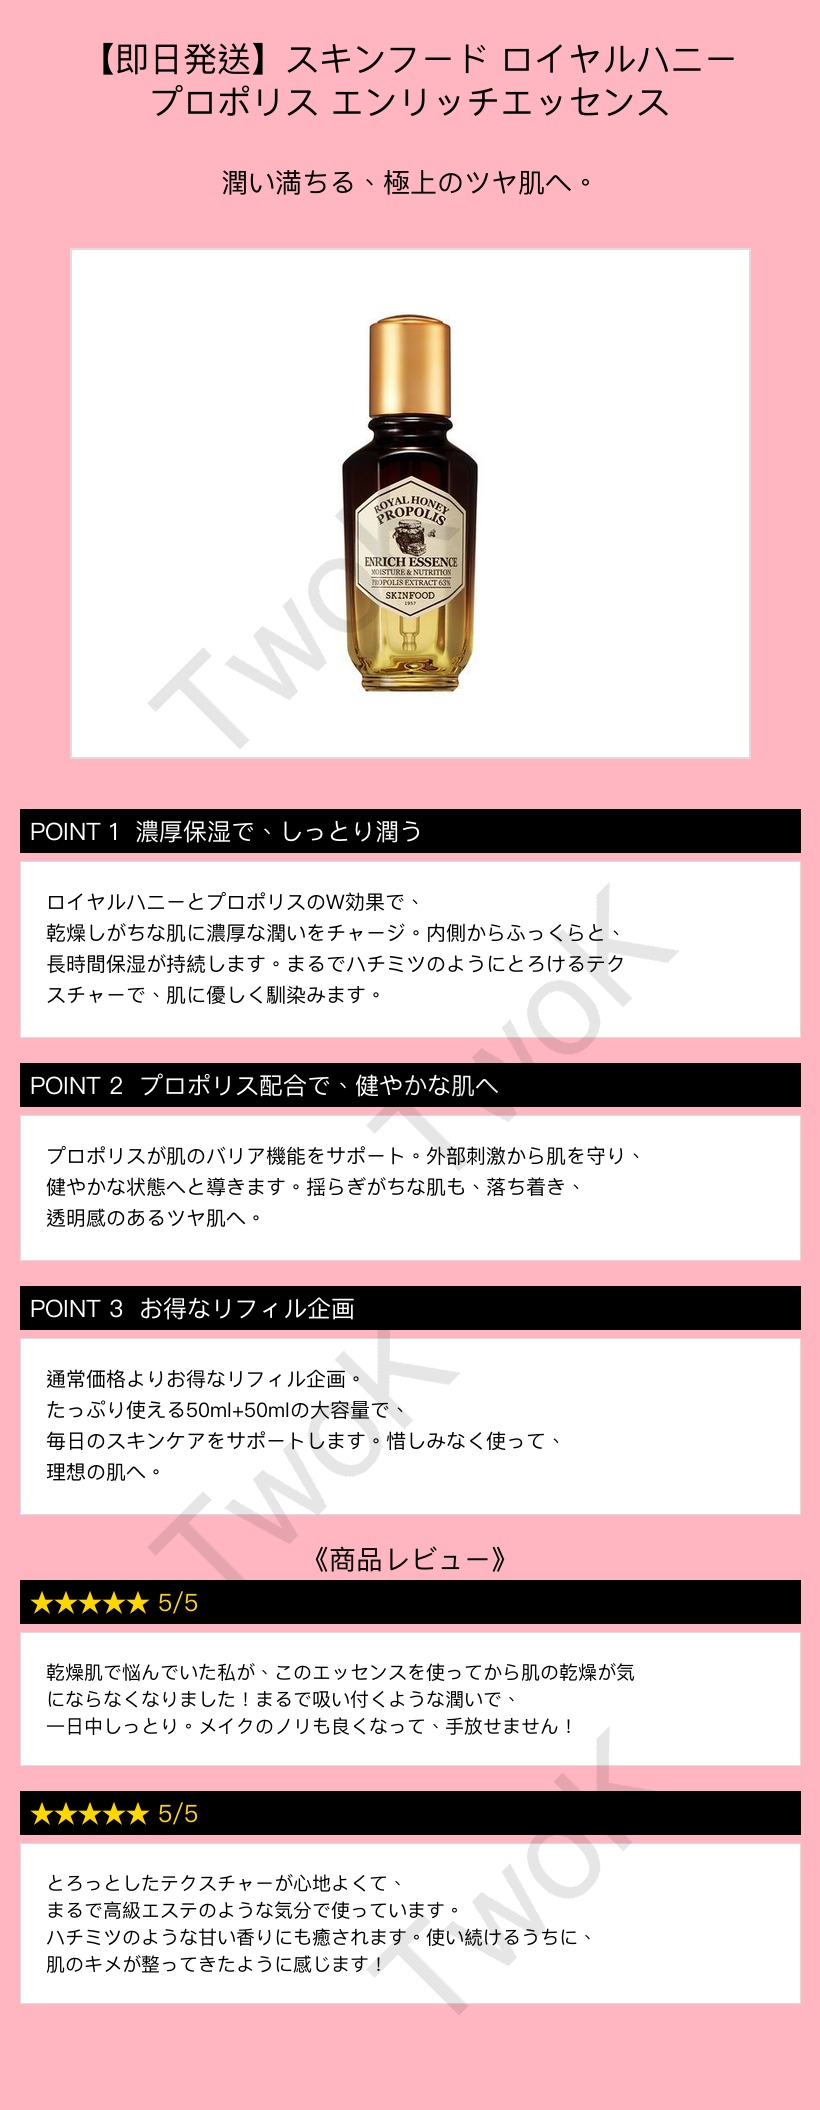 【即日発送】スキンフード ロイヤルハニー
プロポリス エンリッチエッセンス
潤い満ちる、極上のツヤ肌へ。
ROYAL HONEY
PROPOLIS
ENRICH ESSENCE
MOISTURE & NUTRITION
PROPOLIS EXTRACT 63%
SKINFOOD
1957
TwoK
POINT 1 濃厚保湿で、しっとり潤う
ロイヤルハニーとプロポリスのW効果で、
乾燥しがちな肌に濃厚な潤いをチャージ。内側からふっくらと、
長時間保湿が持続します。まるでハチミツのようにとろけるテク
スチャーで、肌に優しく馴染みます。
TwoK
POINT 2 プロポリス配合で、健やかな肌へ
プロポリスが肌のバリア機能をサポート。外部刺激から肌を守り、
健やかな状態へと導きます。揺らぎがちな肌も、落ち着き、
透明感のあるツヤ肌へ。
POINT 3 お得なリフィル企画
通常価格よりお得なリフィル企画。
たっぷり使える50ml+50mlの大容量で、
毎日のスキンケアをサポートします。惜しみなく使って、
理想の肌へ。
TwoK
《商品レビュー》
★★★★★ 5/5
乾燥肌で悩んでいた私が、このエッセンスを使ってから肌の乾燥が気
にならなくなりました！まるで吸い付くような潤いで、
一日中しっとり。メイクのノリも良くなって、手放せません！
★★★★★ 5/5
とろっとしたテクスチャーが心地よくて、
まるで高級エステのような気分で使っています。
ハチミツのような甘い香りにも癒されます。使い続けるうちに、
肌のキメが整ってきたように感じます！
TwoK